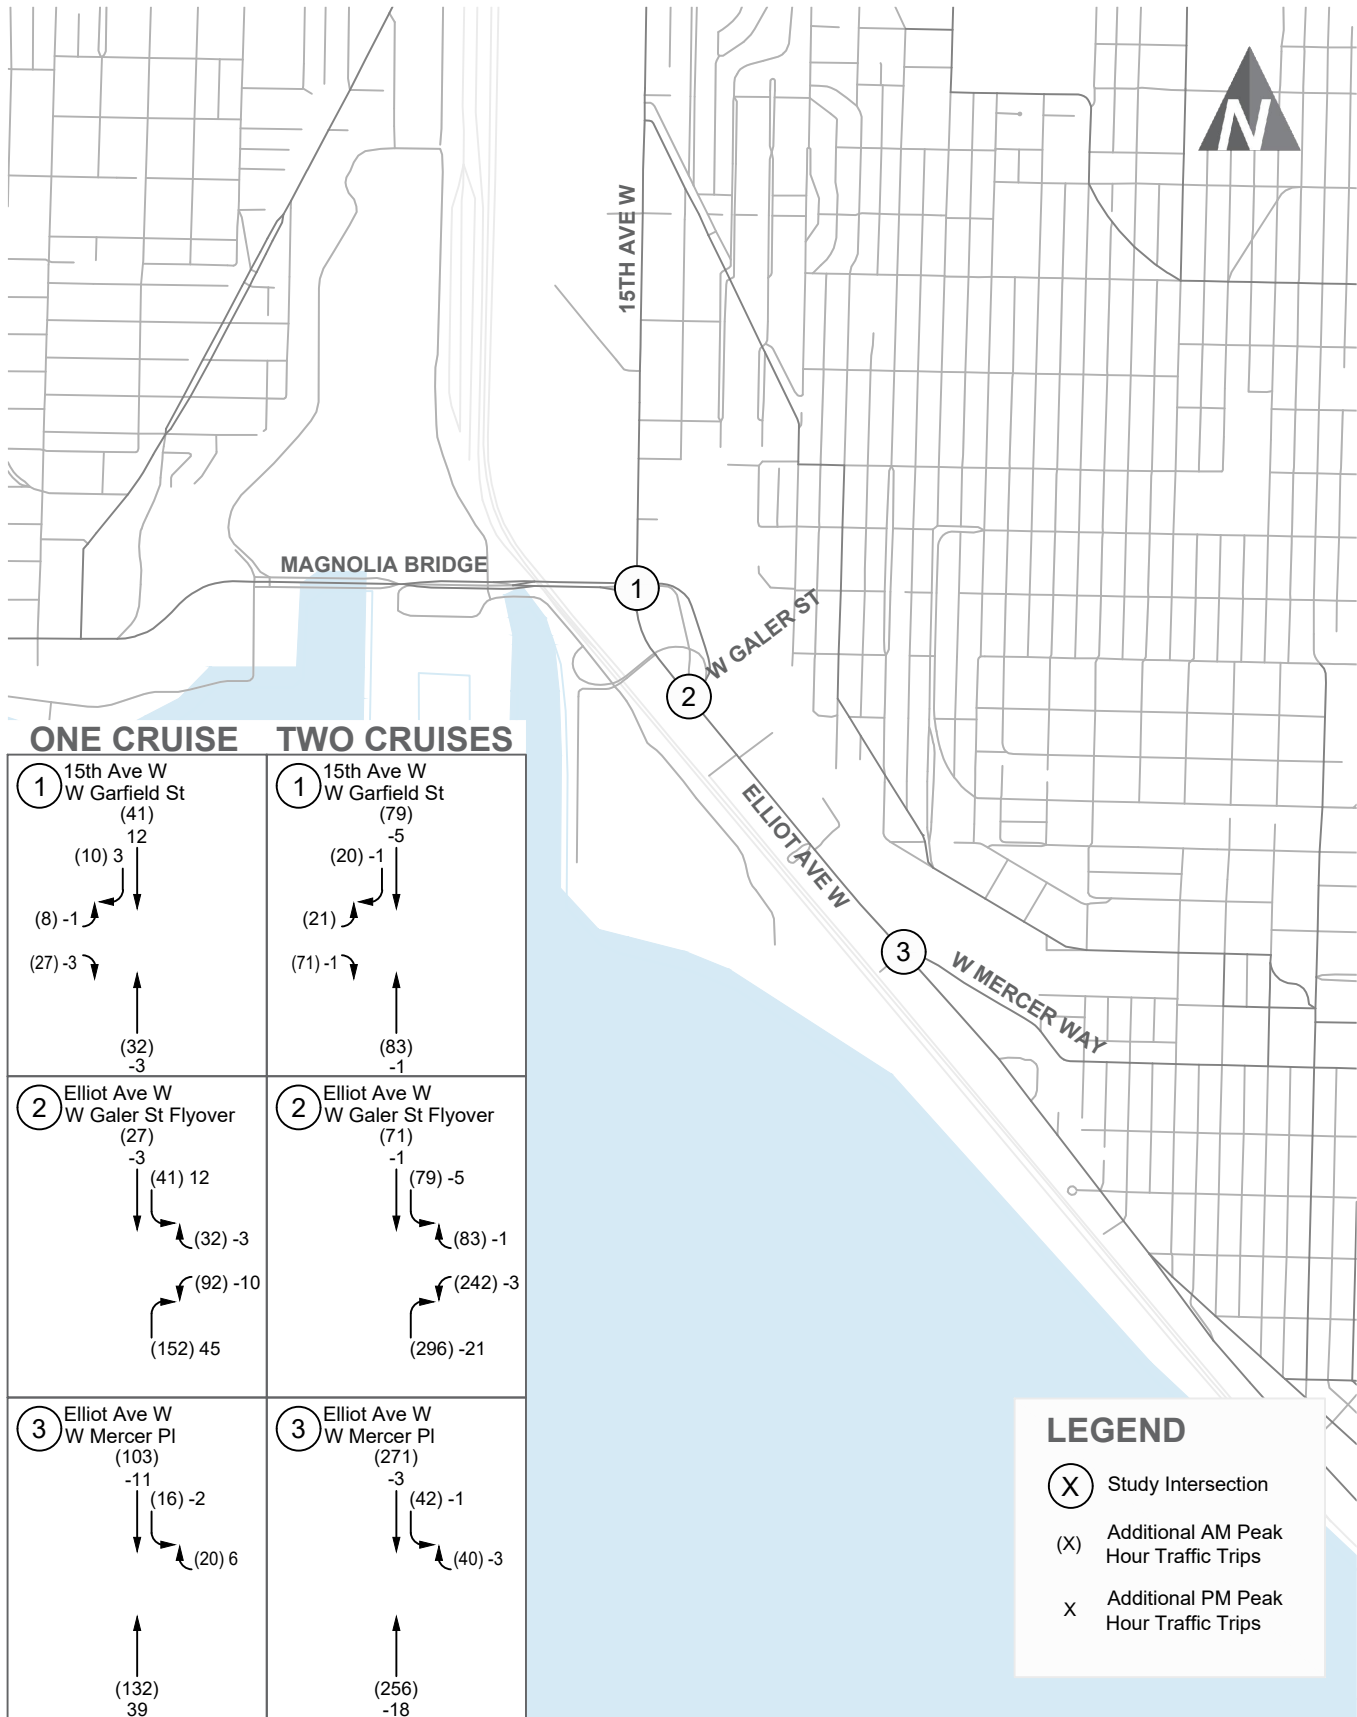 N
15TH AVE W
MAGNOLIA BRIDGE
1
W GALER ST
2
ELLIOT AVE W
3
W MERCER WAY
ONE CRUISE
1 15th Ave W
W Garfield St
(41)
12
(10) 3
(8) -1
(27) -3
(32)
-3
2 Elliot Ave W
W Galer St Flyover
(27)
-3
(41) 12
(32) -3
(92) -10
(152) 45
3 Elliot Ave W
W Mercer Pl
(103)
-11
(16) -2
(20) 6
(132)
39
TWO CRUISES
1 15th Ave W
W Garfield St
(79)
-5
(20) -1
(21)
(71) -1
(83)
-1
2 Elliot Ave W
W Galer St Flyover
(71)
-1
(79) -5
(83) -1
(242) -3
(296) -21
3 Elliot Ave W
W Mercer Pl
(271)
-3
(42) -1
(40) -3
(256)
-18
LEGEND
X Study Intersection
(X) Additional AM Peak
Hour Traffic Trips
X Additional PM Peak
Hour Traffic Trips